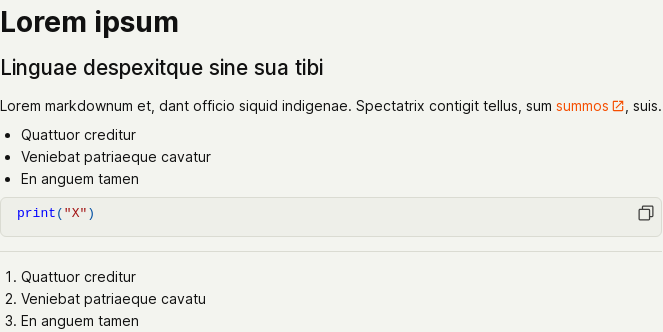 Lorem ipsum
Linguae despexitque sine sua tibi
Lorem markdownum et, dant officio siquid indigenae. Spectatrix contigit tellus, sum summos, suis.
• Quattuor creditur
• Veniebat patriaeque cavatur
• En anguem tamen
print("X")
1. Quattuor creditur
2. Veniebat patriaeque cavatu
3. En anguem tamen